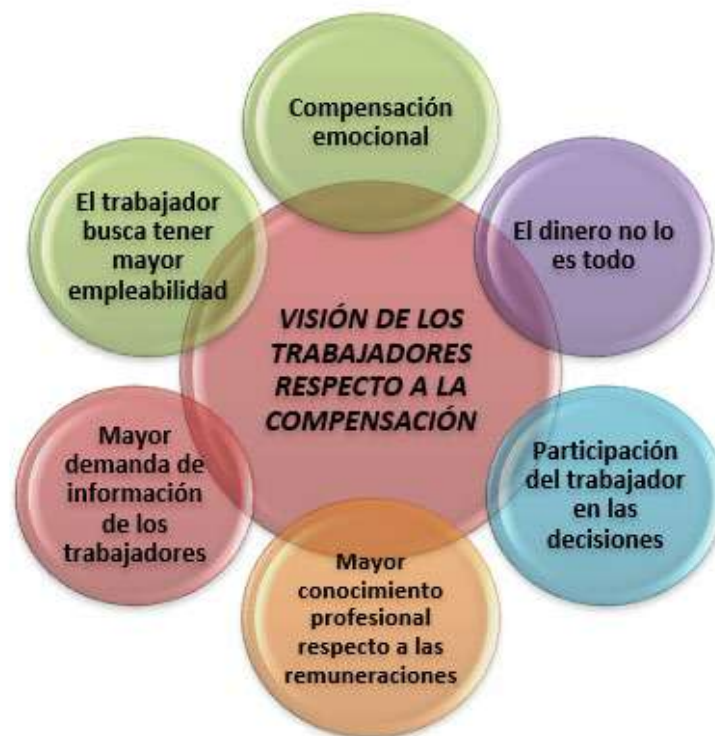 Compensación
emocional
El dinero no lo
es todo
Participación
del trabajador
en las
decisiones
Mayor
conocimiento
profesional
respecto a las
remuneraciones
Mayor
demanda de
información
de los
trabajadores
El trabajador
busca tener
mayor
empleabilidad
VISIÓN DE LOS
TRABAJADORES
RESPECTO A LA
COMPENSACIÓN